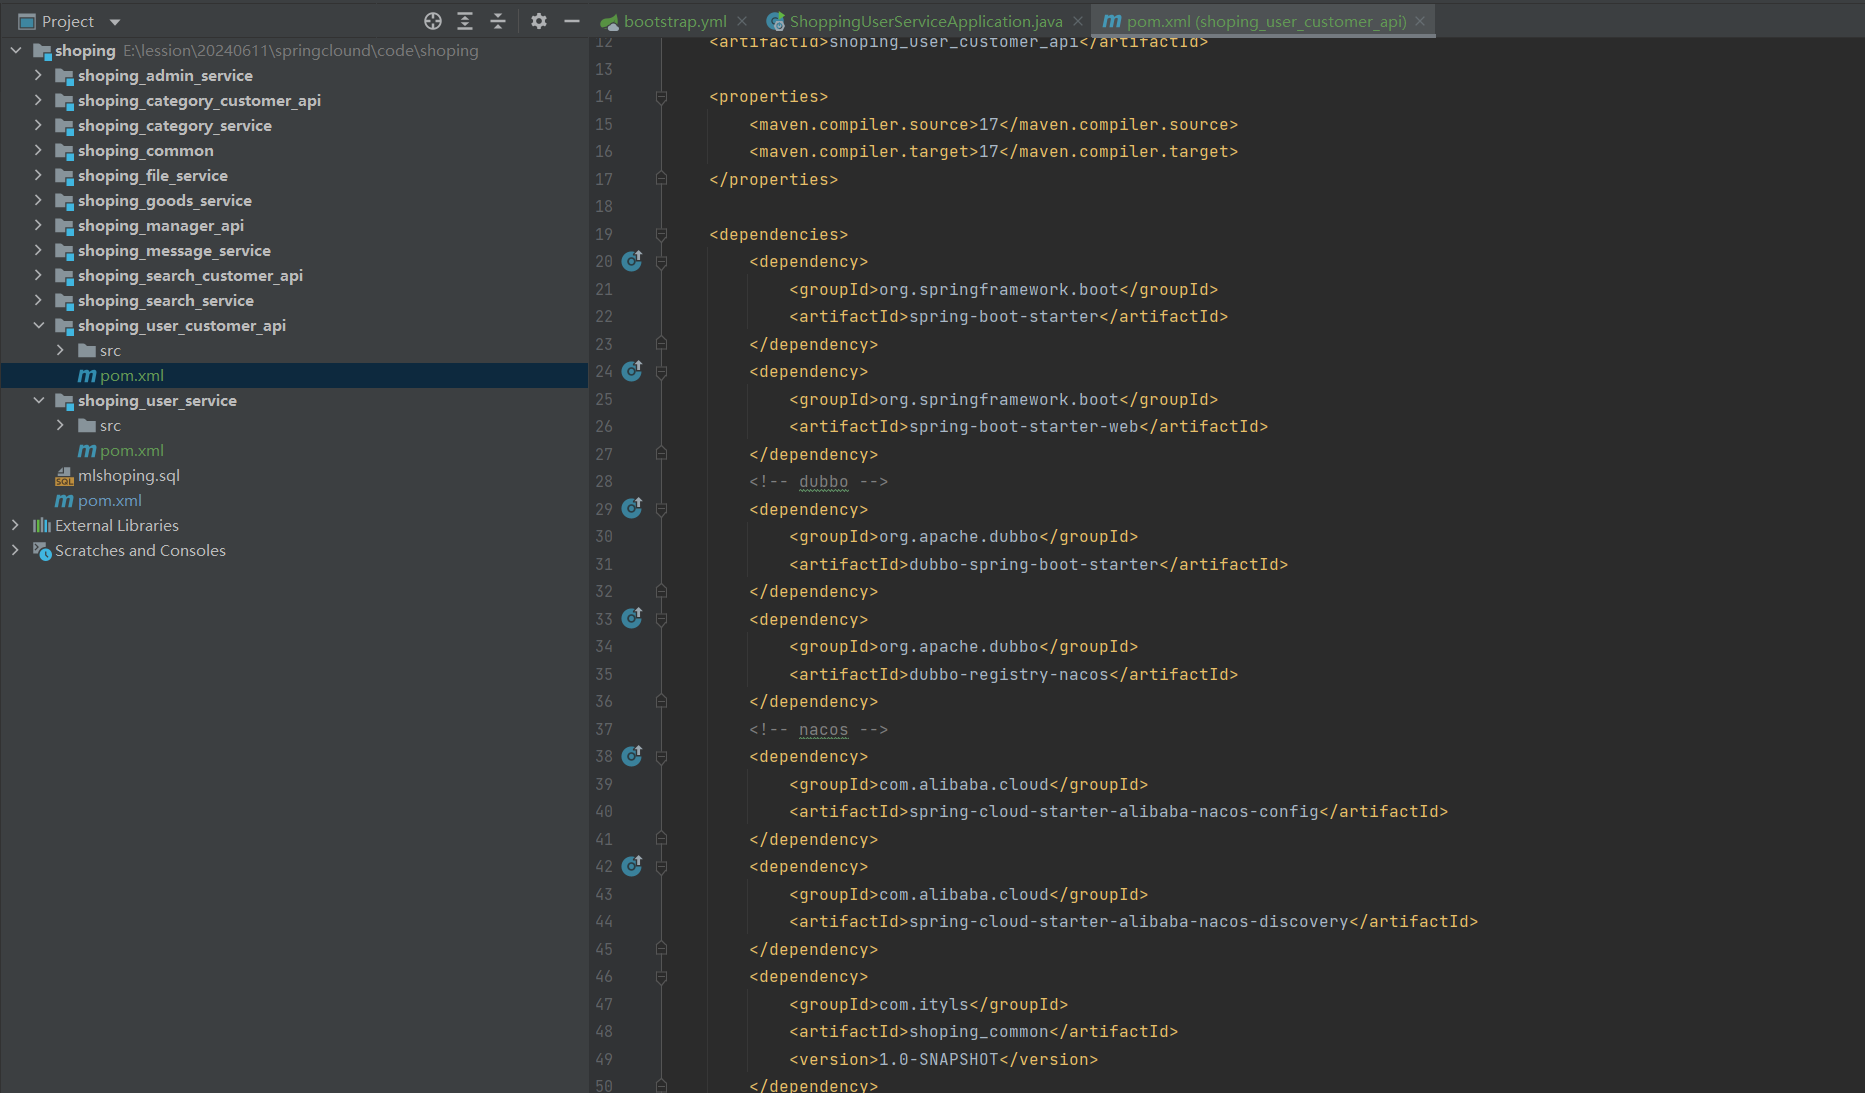 Project
bootstrap.yml
ShoppingUserServiceApplication.java
pom.xml (shoping_user_customer_api)
shoping E:\lession\20240611\springclound\code\shoping
shoping_admin_service
shoping_category_customer_api
shoping_category_service
shoping_common
shoping_file_service
shoping_goods_service
shoping_manager_api
shoping_message_service
shoping_search_customer_api
shoping_search_service
shoping_user_customer_api
src
pom.xml
shoping_user_service
src
pom.xml
mlshoping.sql
pom.xml
External Libraries
Scratches and Consoles
12 <artifactId>shoping_user_customer_api</artifactId>
13
14 <properties>
15 <maven.compiler.source>17</maven.compiler.source>
16 <maven.compiler.target>17</maven.compiler.target>
17 </properties>
18
19 <dependencies>
20 <dependency>
21 <groupId>org.springframework.boot</groupId>
22 <artifactId>spring-boot-starter</artifactId>
23 </dependency>
24 <dependency>
25 <groupId>org.springframework.boot</groupId>
26 <artifactId>spring-boot-starter-web</artifactId>
27 </dependency>
28 <!-- dubbo -->
29 <dependency>
30 <groupId>org.apache.dubbo</groupId>
31 <artifactId>dubbo-spring-boot-starter</artifactId>
32 </dependency>
33 <dependency>
34 <groupId>org.apache.dubbo</groupId>
35 <artifactId>dubbo-registry-nacos</artifactId>
36 </dependency>
37 <!-- nacos -->
38 <dependency>
39 <groupId>com.alibaba.cloud</groupId>
40 <artifactId>spring-cloud-starter-alibaba-nacos-config</artifactId>
41 </dependency>
42 <dependency>
43 <groupId>com.alibaba.cloud</groupId>
44 <artifactId>spring-cloud-starter-alibaba-nacos-discovery</artifactId>
45 </dependency>
46 <dependency>
47 <groupId>com.ityls</groupId>
48 <artifactId>shoping_common</artifactId>
49 <version>1.0-SNAPSHOT</version>
50 </dependency>